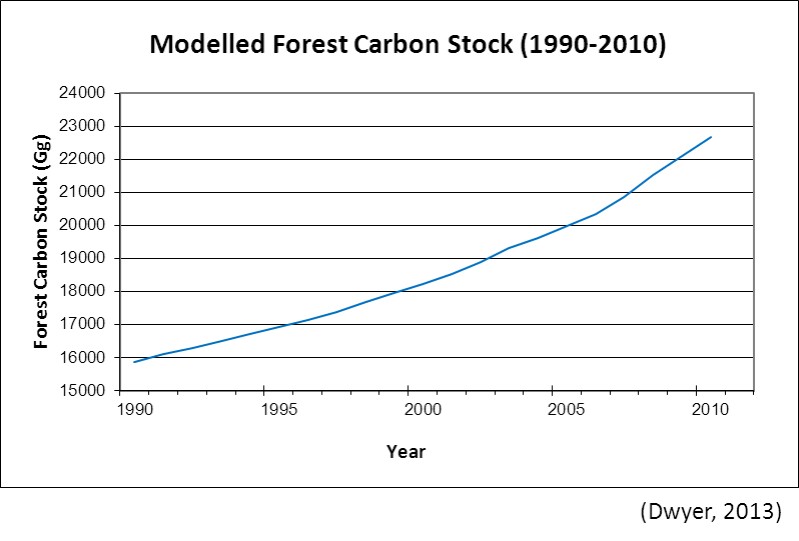 Modelled Forest Carbon Stock (1990-2010)
24000
23000
22000
21000
20000
19000
18000
17000
16000
15000
Forest Carbon Stock (Gg)
1990 1995 2000 2005 2010
Year
(Dwyer, 2013)